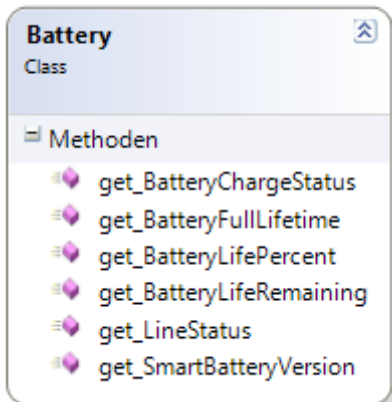 Battery
Class
Methoden
get_BatteryChargeStatus
get_BatteryFullLifetime
get_BatteryLifePercent
get_BatteryLifeRemaining
get_LineStatus
get_SmartBatteryVersion